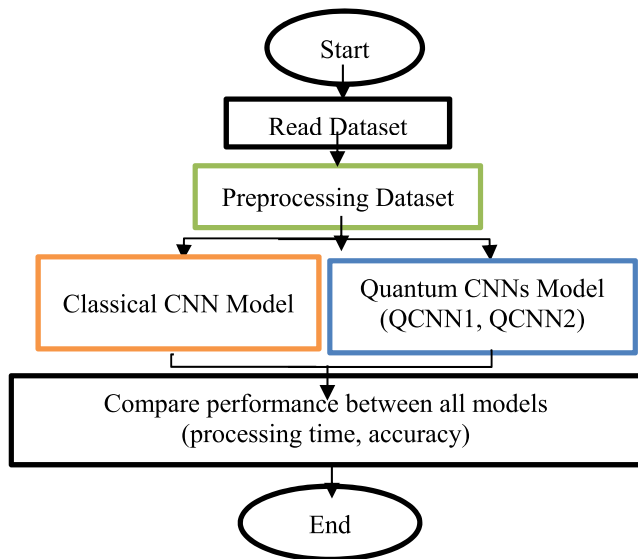 Start
Read Dataset
Preprocessing Dataset
Classical CNN Model
Quantum CNNs Model
(QCNN1, QCNN2)
Compare performance between all models
(processing time, accuracy)
End